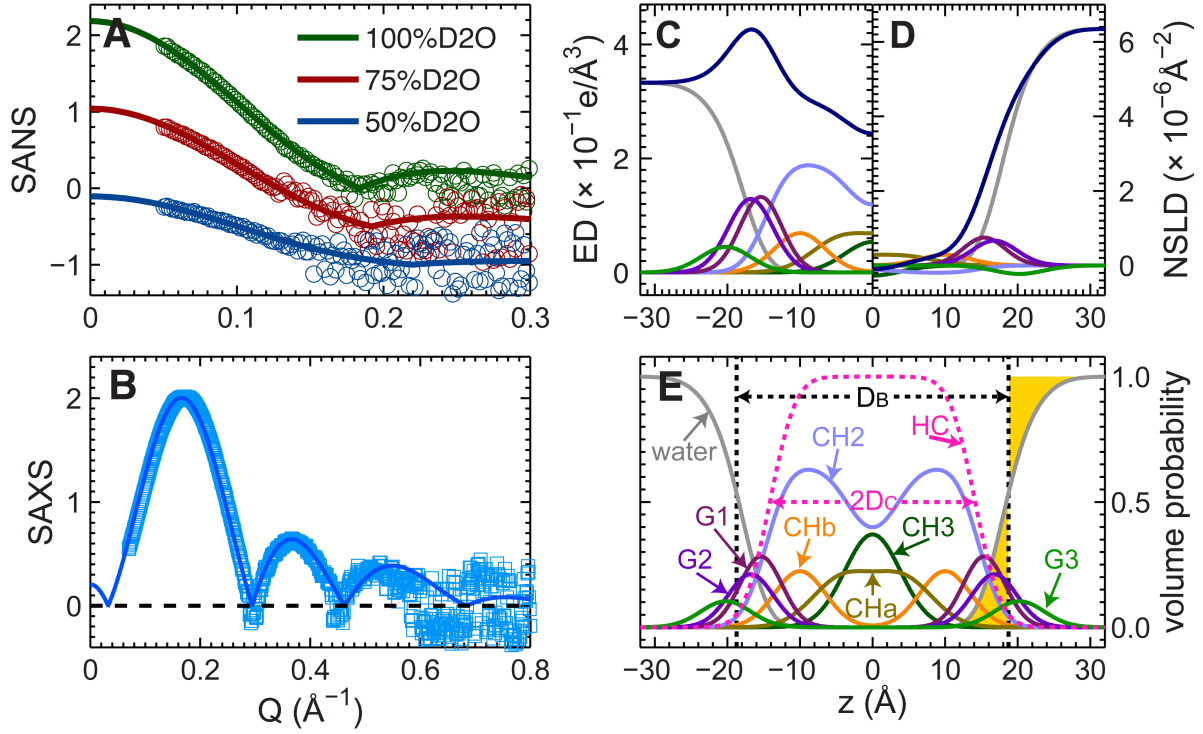 A
100%D2O
75%D2O
50%D2O
SANS
2
1
0
−1
0
0.1
0.2
0.3
B
SAXS
2
1
0
0
0.2
0.4
0.6
0.8
Q (Å−1)
C
ED (× 10−1 e/Å3)
4
2
0
−30
−20
−10
0
D
NSLD (× 10−6Å−2)
6
4
2
0
10
20
30
E
DB
water
HC
CH2
2DC
G1
CHb
CH3
G2
CHa
G3
volume probability
1.0
0.5
0.0
−30
−20
−10
0
10
20
30
z (Å)